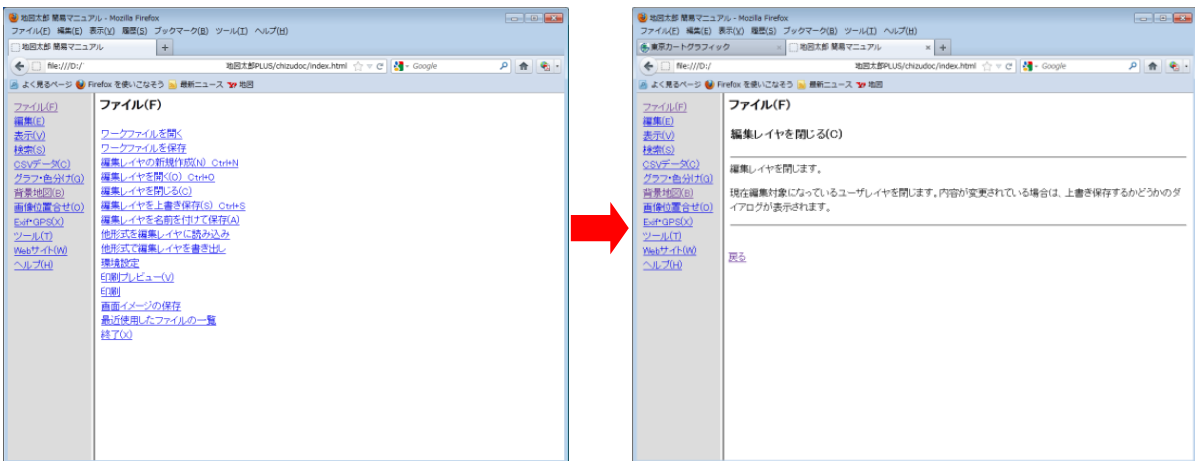 地図太郎 簡易マニュアル - Mozilla Firefox
ファイル(F) 編集(E) 表示(V) 履歴(S) ブックマーク(B) ツール(T) ヘルプ(H)
地図太郎 簡易マニュアル
file:///D:/ 地図太郎PLUS/chizudoc/index.html Google
よく見るページ Firefox を使いこなそう 最新ニュース 地図
ファイル(F)
編集(E)
表示(V)
検索(S)
CSVデータ(C)
グラフ・色分け(G)
背景地図(B)
画像位置合せ(O)
Exif・GPS(X)
ツール(T)
Webサイト(W)
ヘルプ(H)
ファイル(F)
ワークファイルを開く
ワークファイルを保存
編集レイヤの新規作成(N) Ctrl+N
編集レイヤを開く(O) Ctrl+O
編集レイヤを閉じる(C)
編集レイヤを上書き保存(S) Ctrl+S
編集レイヤを名前を付けて保存(A)
他形式を編集レイヤに読み込み
他形式で編集レイヤを書き出し
環境設定
印刷プレビュー(V)
印刷
画面イメージの保存
最近使用したファイルの一覧
終了(X)
地図太郎 簡易マニュアル - Mozilla Firefox
ファイル(F) 編集(E) 表示(V) 履歴(S) ブックマーク(B) ツール(T) ヘルプ(H)
東京カートグラフィック 地図太郎 簡易マニュアル
file:///D:/ 地図太郎PLUS/chizudoc/index.html Google
よく見るページ Firefox を使いこなそう 最新ニュース 地図
ファイル(F)
編集(E)
表示(V)
検索(S)
CSVデータ(C)
グラフ・色分け(G)
背景地図(B)
画像位置合せ(O)
Exif・GPS(X)
ツール(T)
Webサイト(W)
ヘルプ(H)
ファイル(F)
編集レイヤを閉じる(C)
編集レイヤを閉じます。
現在編集対象になっているユーザレイヤを閉じます。内容が変更されている場合は、上書き保存するかどうかのダ
イアログが表示されます。
戻る